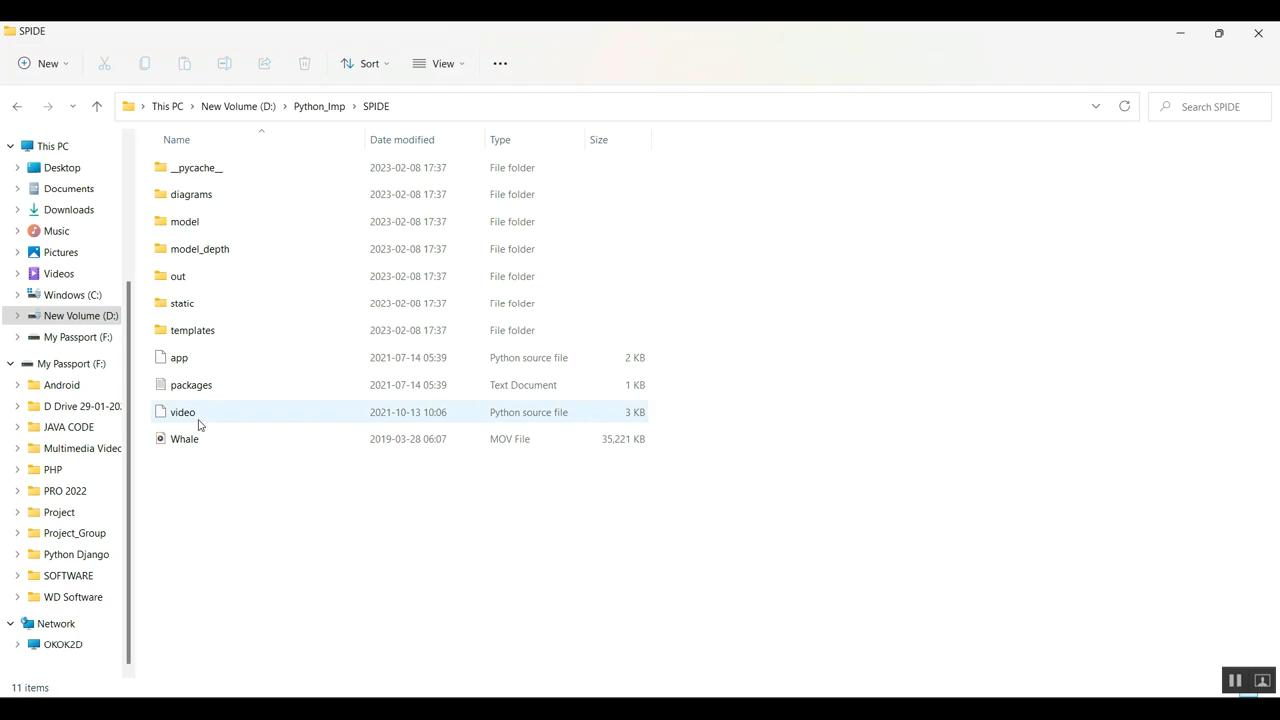 SPIDE
New
Sort
View
This PC > New Volume (D:) > Python_Imp > SPIDE
Search SPIDE
This PC
Desktop
Documents
Downloads
Music
Pictures
Videos
Windows (C:)
New Volume (D:)
My Passport (F:)
My Passport (F:)
Android
D Drive 29-01-20
JAVA CODE
Multimedia Videc
PHP
PRO 2022
Project
Project_Group
Python Django
SOFTWARE
WD Software
Network
OKOK2D
Name Date modified Type Size
__pycache__ 2023-02-08 17:37 File folder
diagrams 2023-02-08 17:37 File folder
model 2023-02-08 17:37 File folder
model_depth 2023-02-08 17:37 File folder
out 2023-02-08 17:37 File folder
static 2023-02-08 17:37 File folder
templates 2023-02-08 17:37 File folder
app 2021-07-14 05:39 Python source file 2 KB
packages 2021-07-14 05:39 Text Document 1 KB
video 2021-10-13 10:06 Python source file 3 KB
Whale 2019-03-28 06:07 MOV File 35,221 KB
11 items